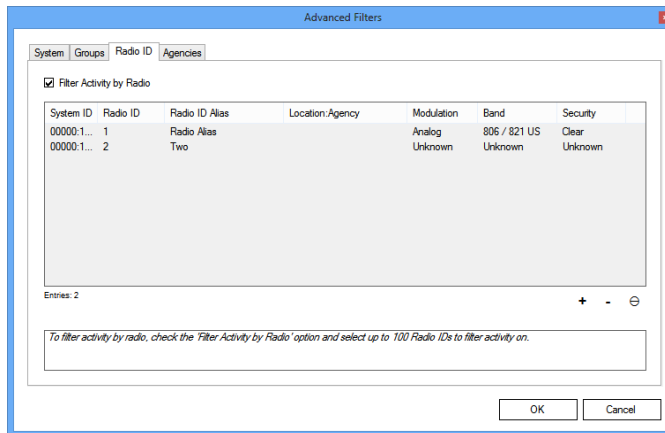 Advanced Filters
System Groups Radio ID Agencies
Filter Activity by Radio
System ID Radio ID Radio ID Alias Location:Agency Modulation Band Security
00000:1... 1 Radio Alias Analog 806 / 821 US Clear
00000:1... 2 Two Unknown Unknown Unknown
Entries: 2
+ - ⊖
To filter activity by radio, check the 'Filter Activity by Radio' option and select up to 100 Radio IDs to filter activity on.
OK Cancel